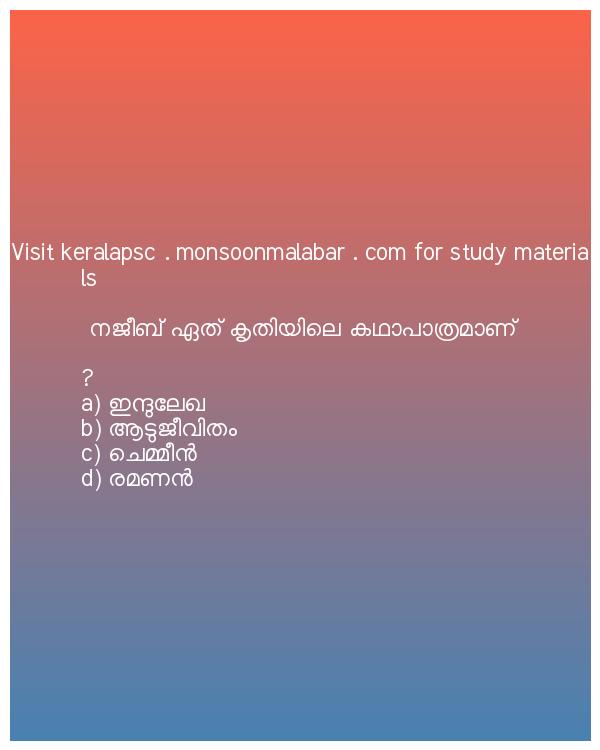 Visit keralapsc . monsoonmalabar . com for study materia
ls
നജീബ് ഏത് കൃതിയിലെ കഥാപാത്രമാണ്
?
a) ഇന്ദുലേഖ
b) ആടുജീവിതം
c) ചെമ്മീൻ
d) രമണൻ